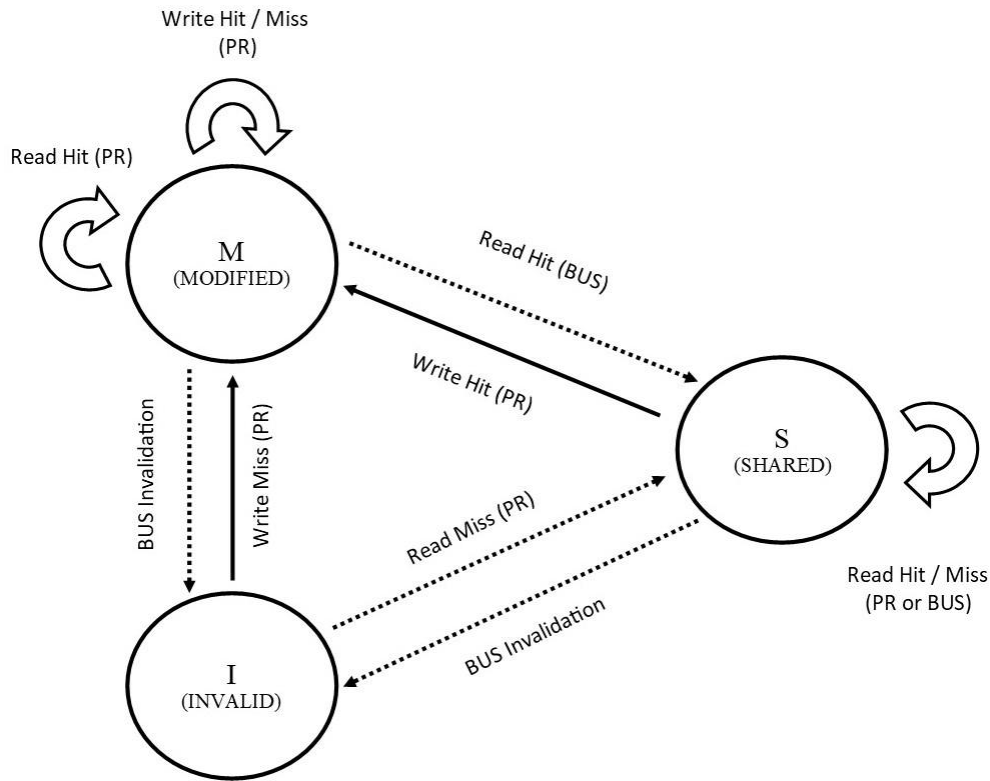 Write Hit / Miss
(PR)
Read Hit (PR)
M
(MODIFIED)
Read Hit (BUS)
Write Hit (PR)
S
(SHARED)
BUS Invalidation
Write Miss (PR)
Read Miss (PR)
BUS Invalidation
Read Hit / Miss
(PR or BUS)
I
(INVALID)